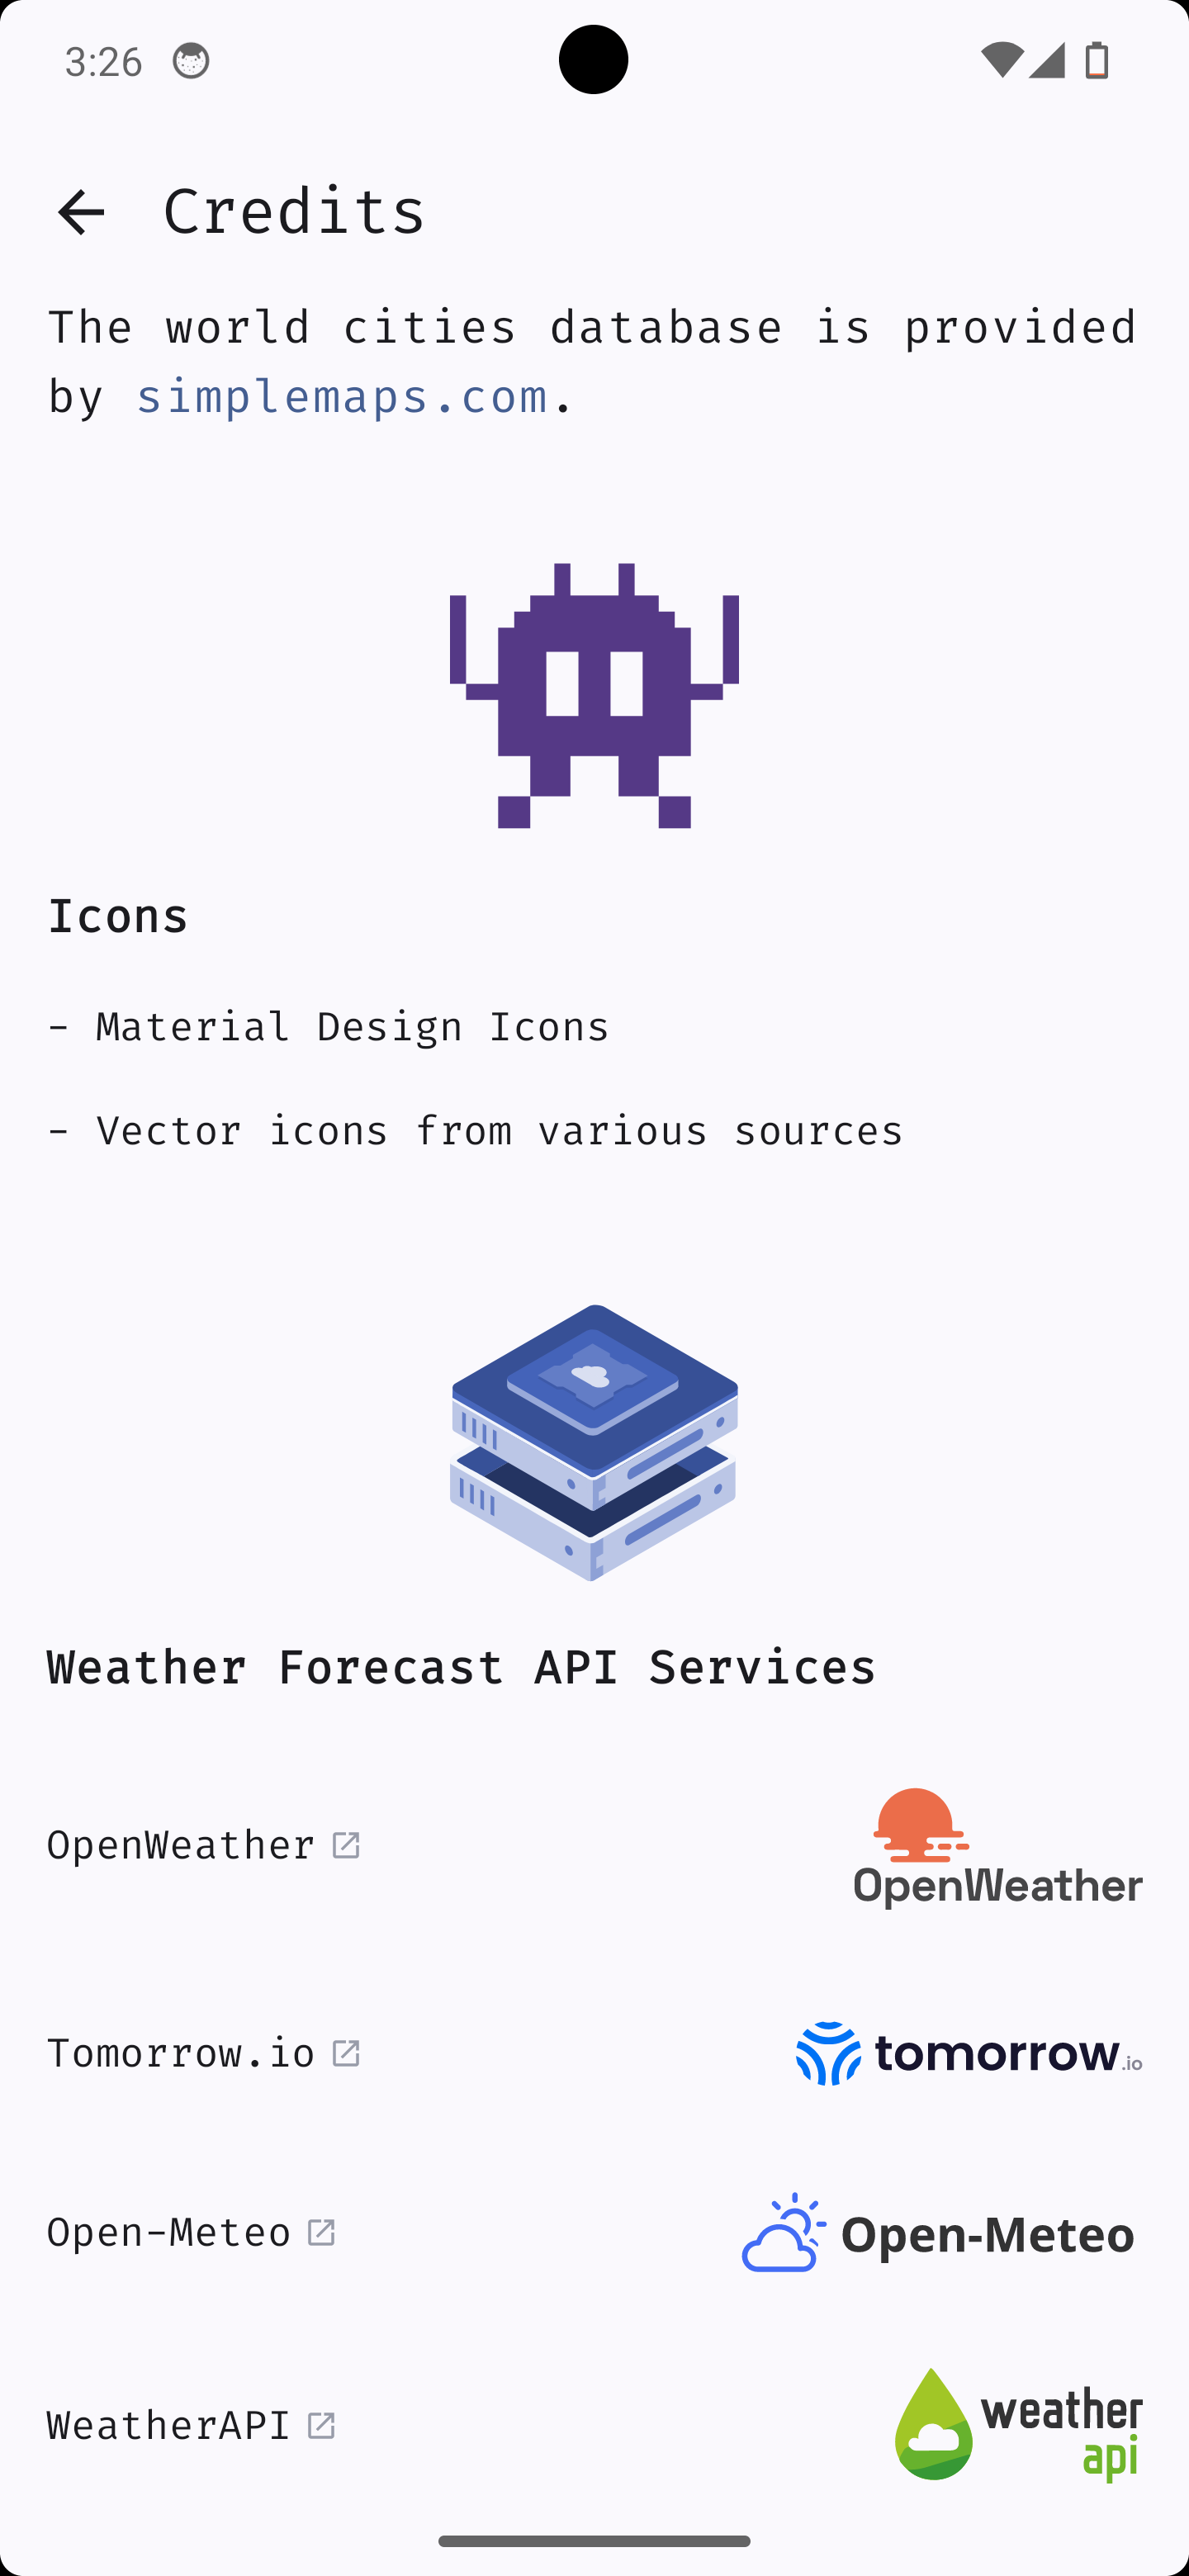 3:26
Credits
The world cities database is provided
by simplemaps.com.
Icons
– Material Design Icons
– Vector icons from various sources
Weather Forecast API Services
OpenWeather
OpenWeather
Tomorrow.io
tomorrow.io
Open-Meteo
Open-Meteo
WeatherAPI
weather
api